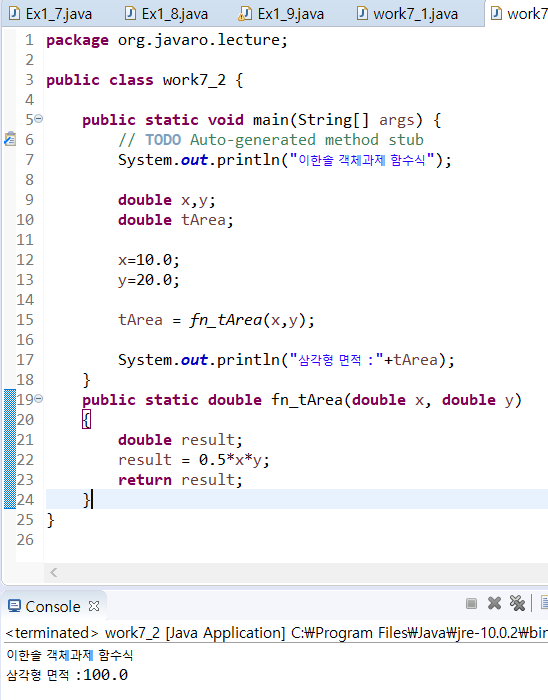 Ex1_7.java Ex1_8.java Ex1_9.java work7_1.java work7
1 package org.javaro.lecture;
2
3 public class work7_2 {
4
5 public static void main(String[] args) {
6 // TODO Auto-generated method stub
7 System.out.println("이한솔 객체과제 함수식");
8
9 double x,y;
10 double tArea;
11
12 x=10.0;
13 y=20.0;
14
15 tArea = fn_tArea(x,y);
16
17 System.out.println("삼각형 면적 :"+tArea);
18 }
19 public static double fn_tArea(double x, double y)
20 {
21 double result;
22 result = 0.5*x*y;
23 return result;
24 }
25 }
26
Console
<terminated> work7_2 [Java Application] C:₩Program Files₩Java₩jre-10.0.2₩bin
이한솔 객체과제 함수식
삼각형 면적 :100.0